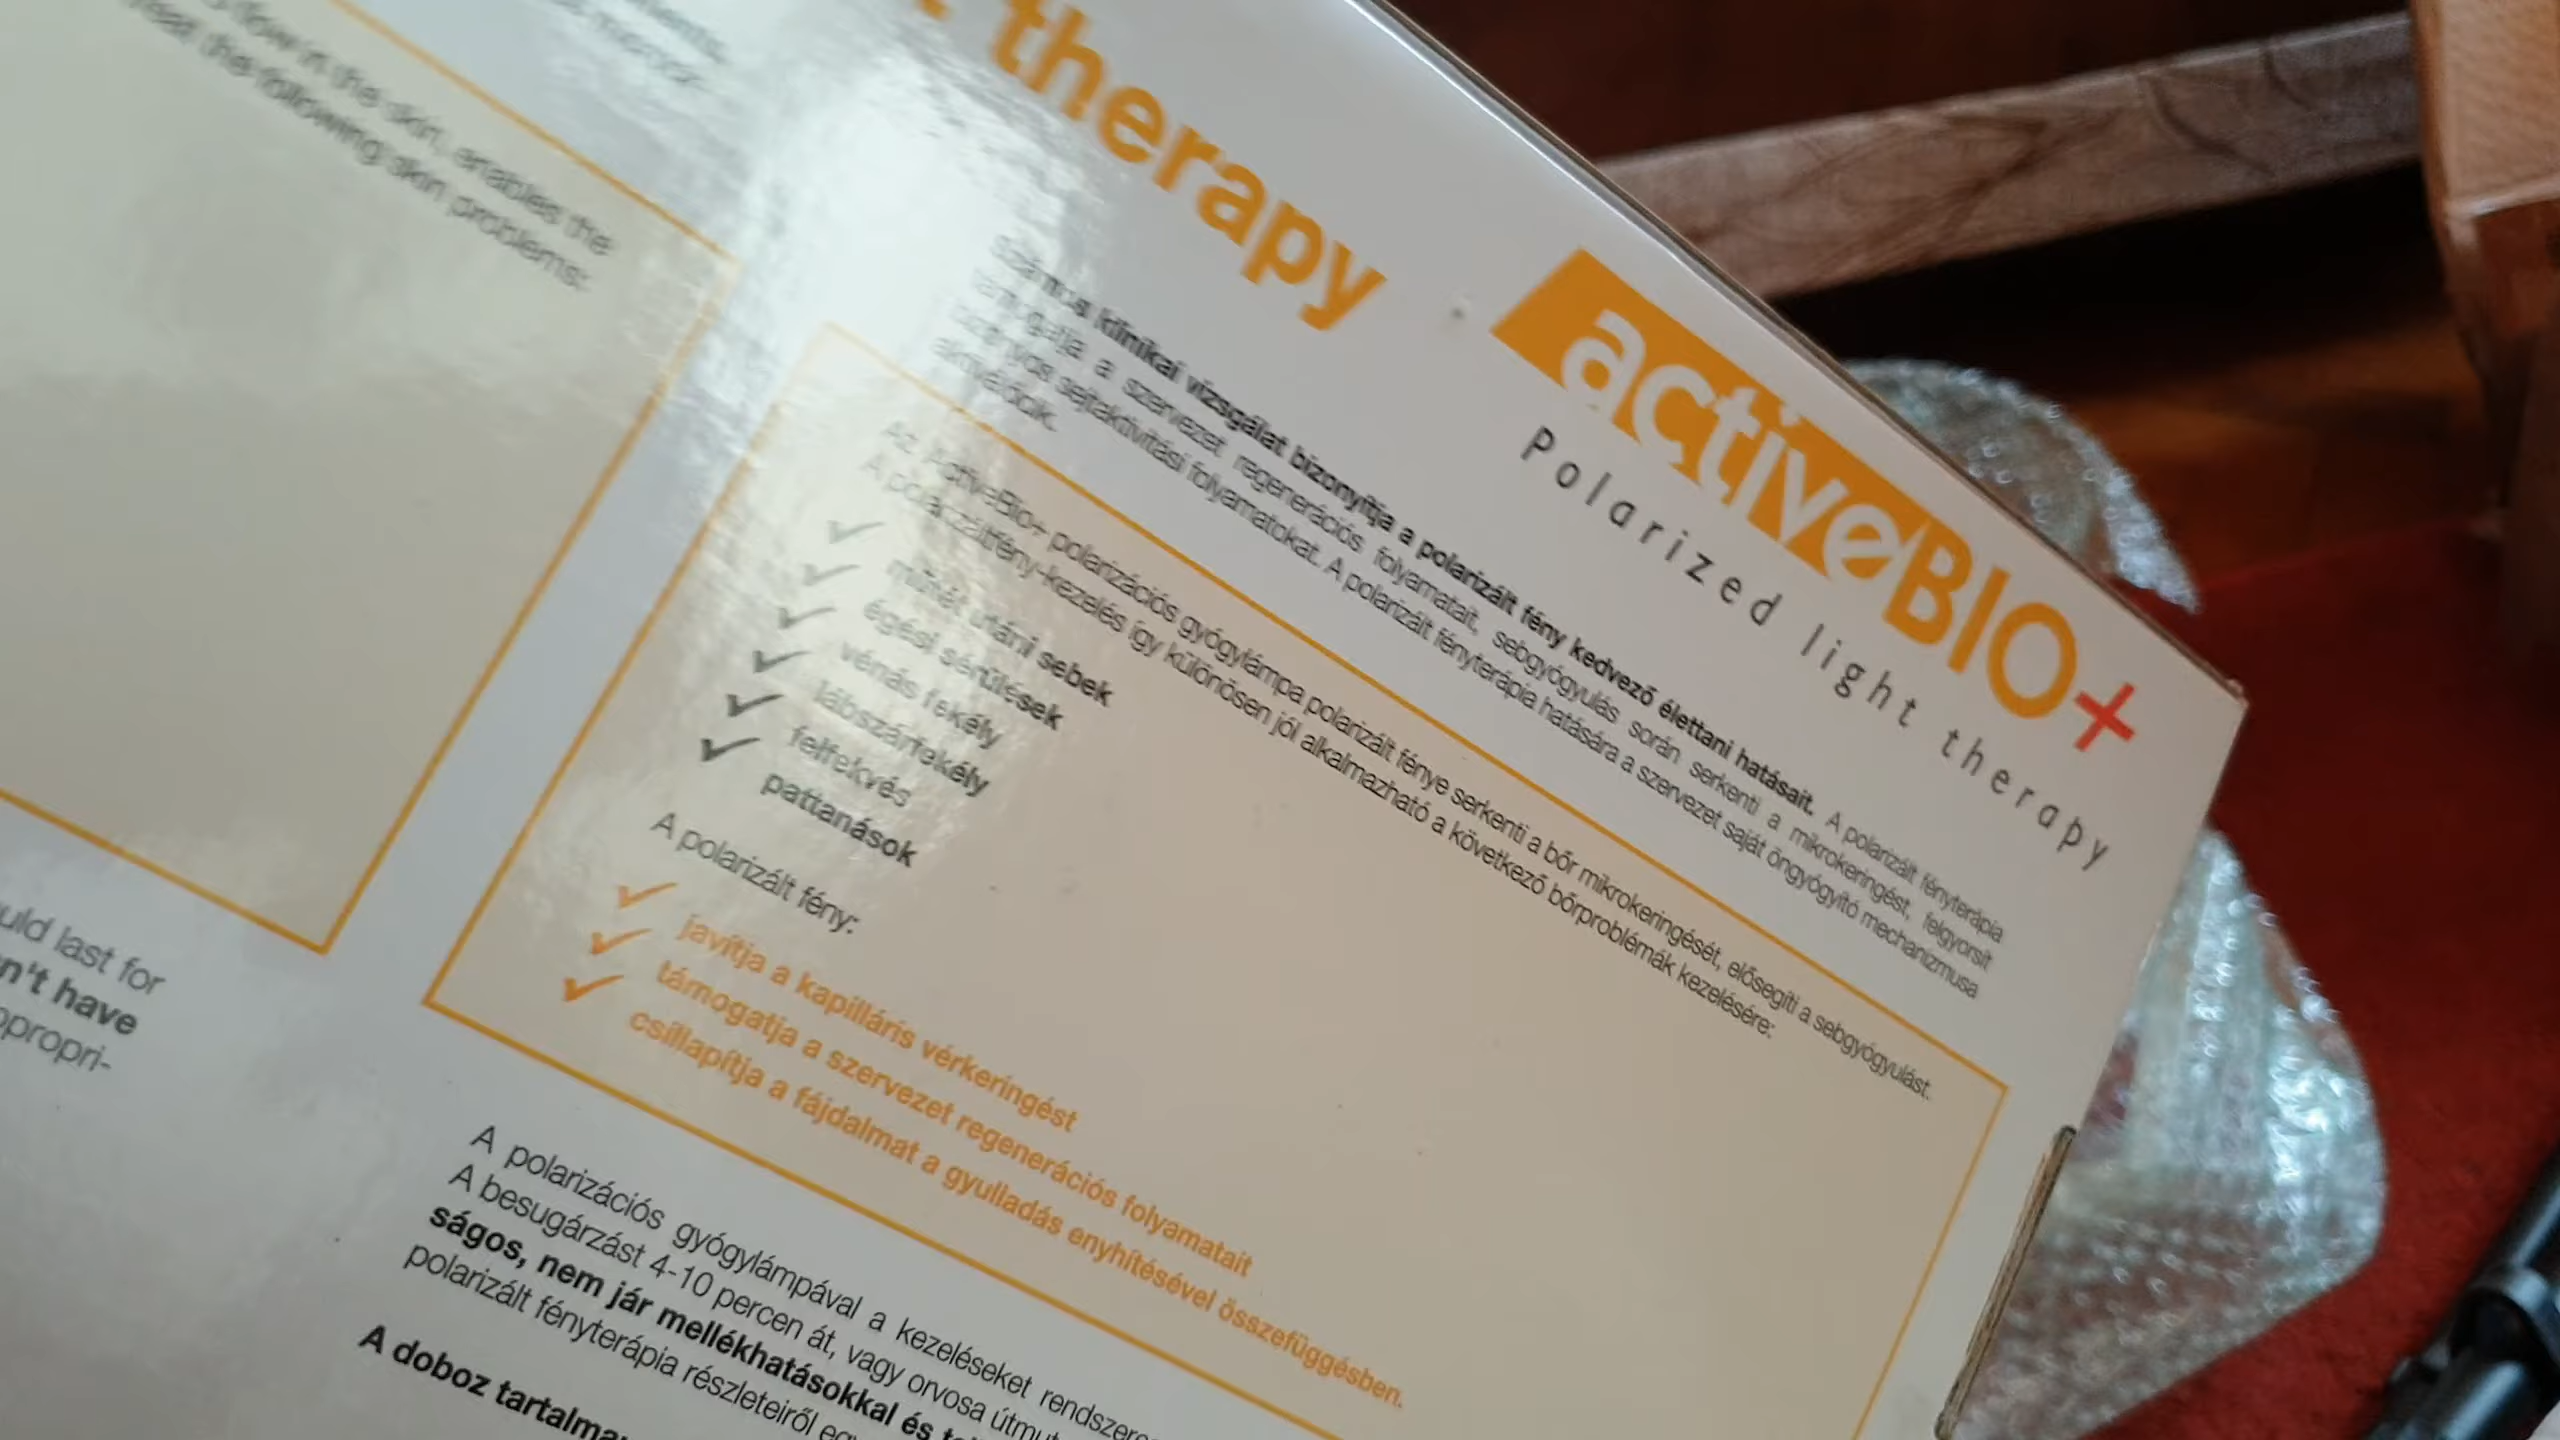 therapy
activeBIO+
Polarized light therapy
Számos klinikai vizsgálat bizonyítja a polarizált fény kedvező élettani hatásait. A polarizált fényterápia
támogatja a szervezet regenerációs folyamatait, sebgyógyulás során serkenti a mikrokeringést, felgyorsít
bizonyos sejtaktivitási folyamatokat. A polarizált fényterápia hatására a szervezet saját öngyógyító mechanizmusa
aktiválódik.
Az ActiveBio+ polarizációs gyógylámpa polarizált fénye serkenti a bőr mikrokeringését, elősegíti a sebgyógyulást.
A polarizáltfény-kezelés így különösen jól alkalmazható a következő bőrproblémák kezelésére:
műtét utáni sebek
égési sérülések
vénás fekély
lábszárfekély
felfekvés
pattanások
A polarizált fény:
javítja a kapilláris vérkeringést
támogatja a szervezet regenerációs folyamatait
csillapítja a fájdalmat a gyulladás enyhítésével összefüggésben.
A polarizációs gyógylámpával a kezeléseket
A besugárzást 4-10 percen át, vagy orvosa
ságos, nem jár mellékhatásokkal és
polarizált fényterápia részleteiről
A doboz
flow in the skin, enables the
the following skin problems:
last for
n't have